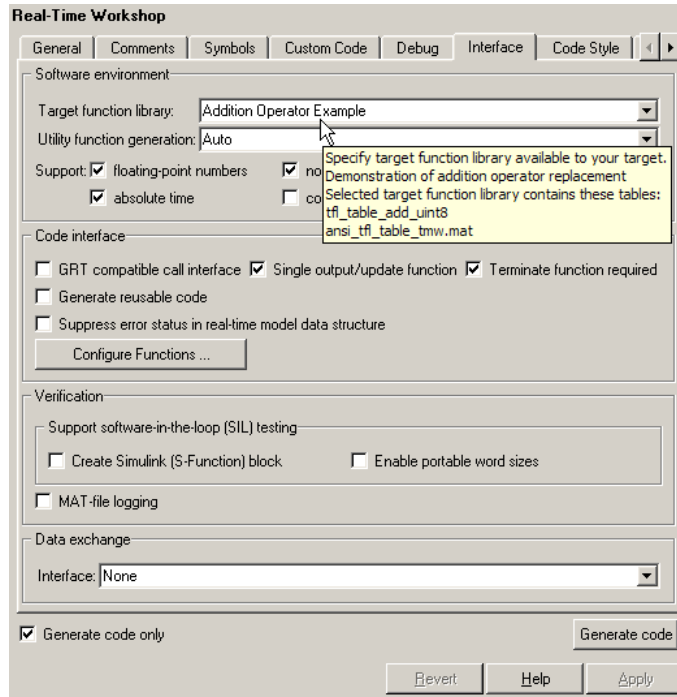 Real-Time Workshop
General Comments Symbols Custom Code Debug Interface Code Style
Software environment
Target function library: Addition Operator Example
Utility function generation: Auto
Specify target function library available to your target.
Demonstration of addition operator replacement
Selected target function library contains these tables:
tfl_table_add_uint8
ansi_tfl_table_tmw.mat
Support: floating-point numbers no
absolute time co
Code interface
GRT compatible call interface Single output/update function Terminate function required
Generate reusable code
Suppress error status in real-time model data structure
Configure Functions ...
Verification
Support software-in-the-loop (SIL) testing
Create Simulink (S-Function) block Enable portable word sizes
MAT-file logging
Data exchange
Interface: None
Generate code only Generate code
Revert Help Apply